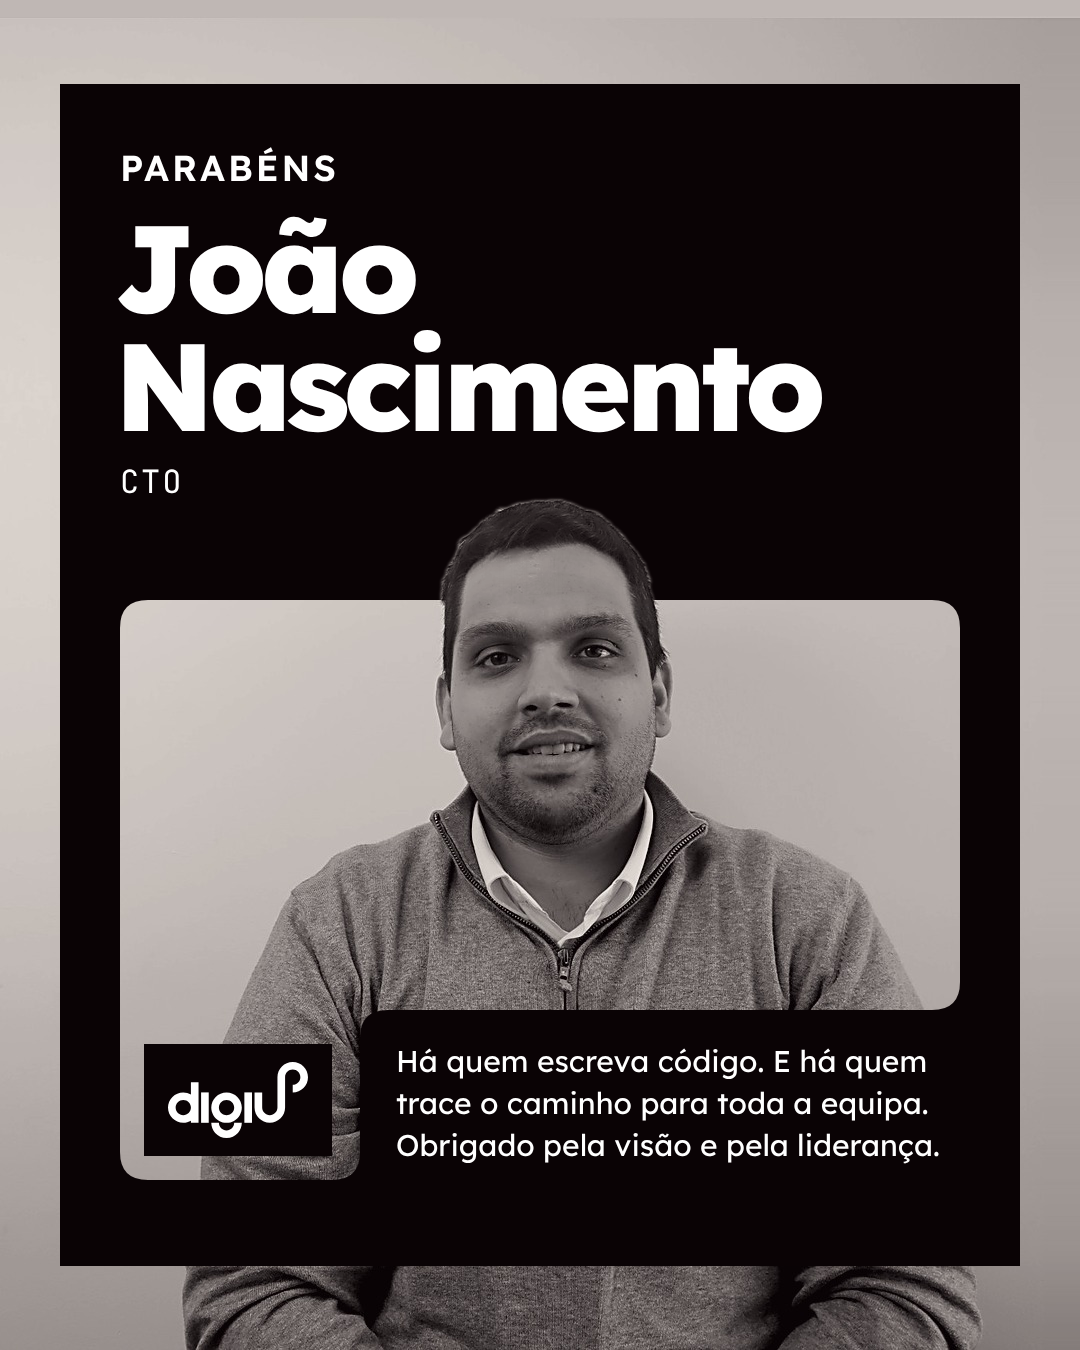 PARABÉNS
João
Nascimento
CTO
digiUP
Há quem escreva código. E há quem
trace o caminho para toda a equipa.
Obrigado pela visão e pela liderança.